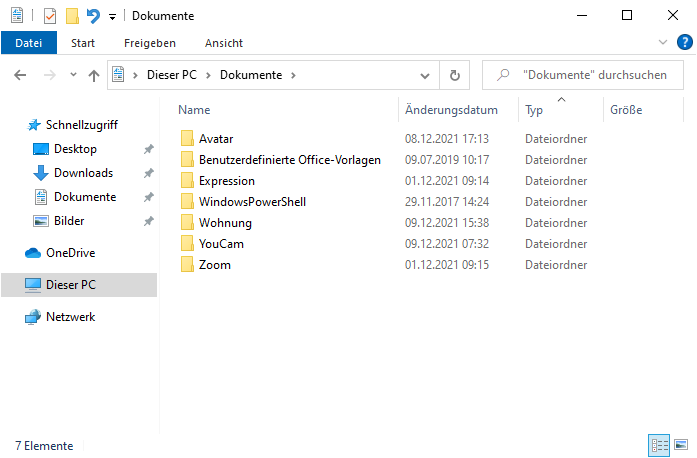 Dokumente
Datei Start Freigeben Ansicht
Dieser PC Dokumente "Dokumente" durchsuchen
Name Änderungsdatum Typ Größe
Schnellzugriff
Desktop
Downloads
Dokumente
Bilder
OneDrive
Dieser PC
Netzwerk
Avatar 08.12.2021 17:13 Dateiordner
Benutzerdefinierte Office-Vorlagen 09.07.2019 10:17 Dateiordner
Expression 01.12.2021 09:14 Dateiordner
WindowsPowerShell 29.11.2017 14:24 Dateiordner
Wohnung 09.12.2021 15:38 Dateiordner
YouCam 09.12.2021 07:32 Dateiordner
Zoom 01.12.2021 09:15 Dateiordner
7 Elemente